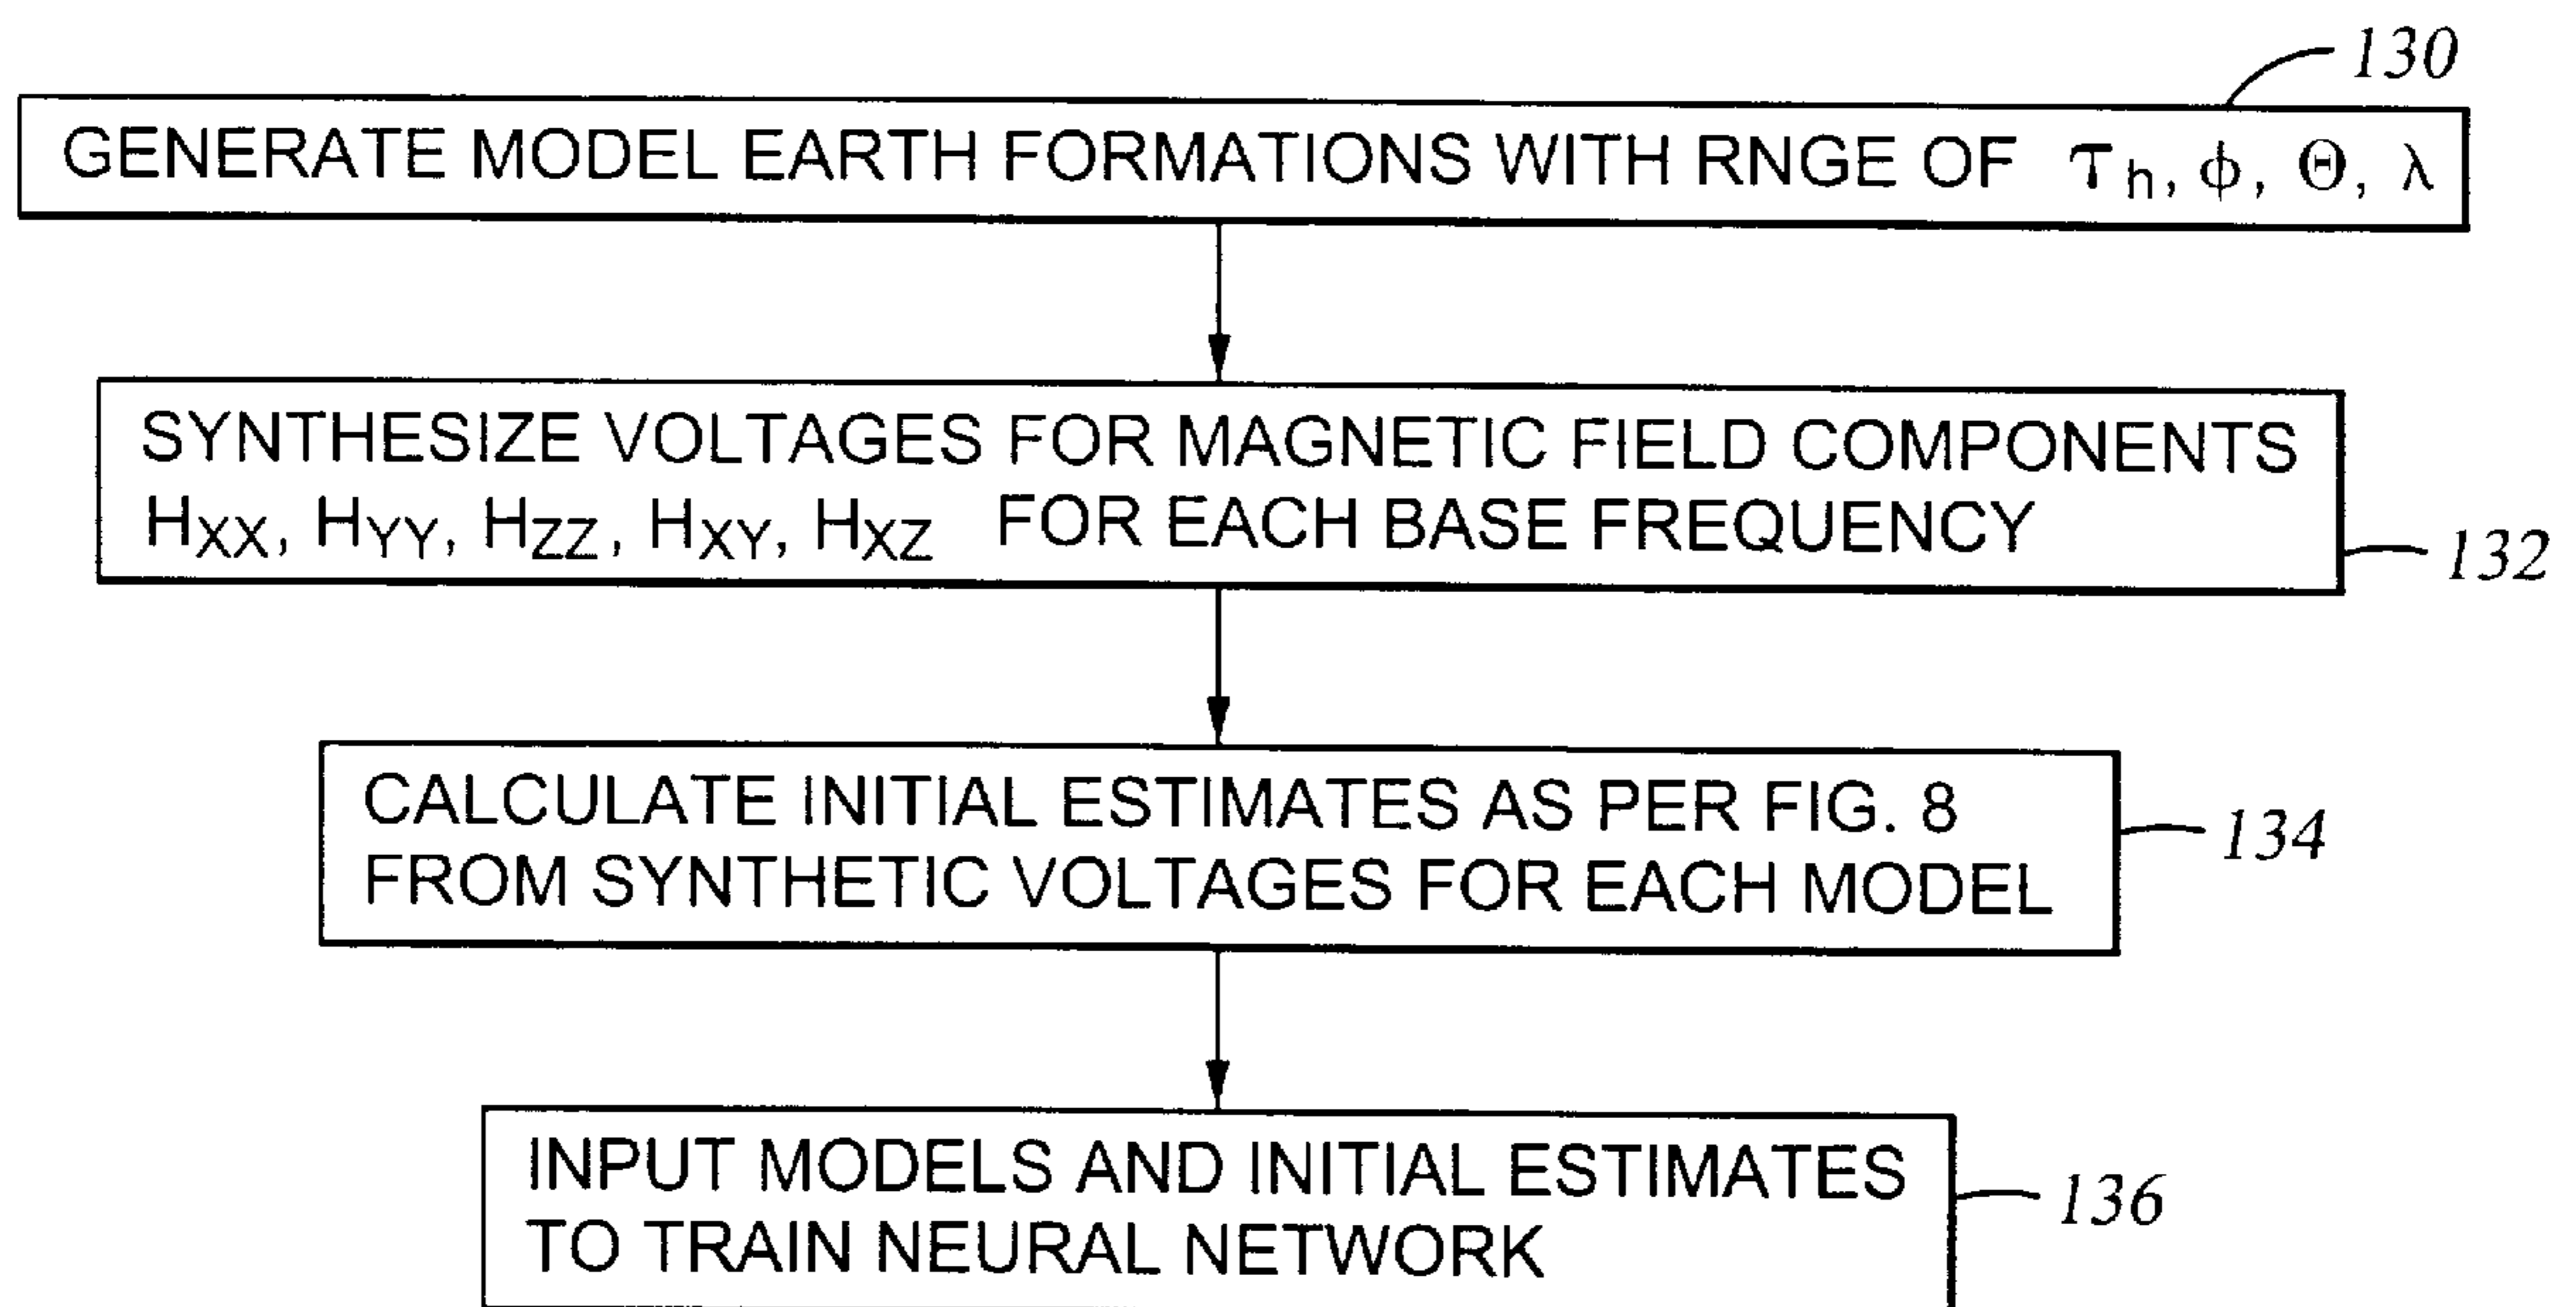 130
GENERATE MODEL EARTH FORMATIONS WITH RNGE OF τh, ϕ, Θ, λ
SYNTHESIZE VOLTAGES FOR MAGNETIC FIELD COMPONENTS
HXX, HYY, HZZ, HXY, HXZ FOR EACH BASE FREQUENCY
132
CALCULATE INITIAL ESTIMATES AS PER FIG. 8
FROM SYNTHETIC VOLTAGES FOR EACH MODEL
134
INPUT MODELS AND INITIAL ESTIMATES
TO TRAIN NEURAL NETWORK
136